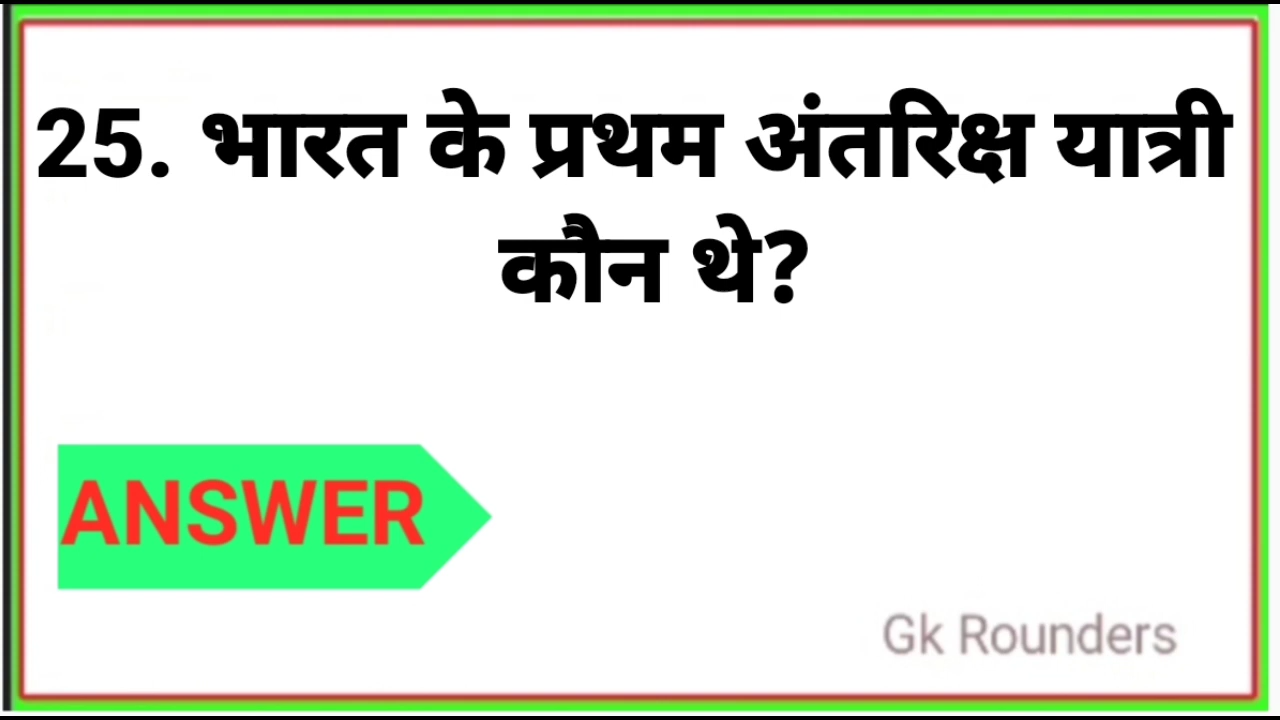 25. भारत के प्रथम अंतरिक्ष यात्री
कौन थे?
ANSWER
Gk Rounders